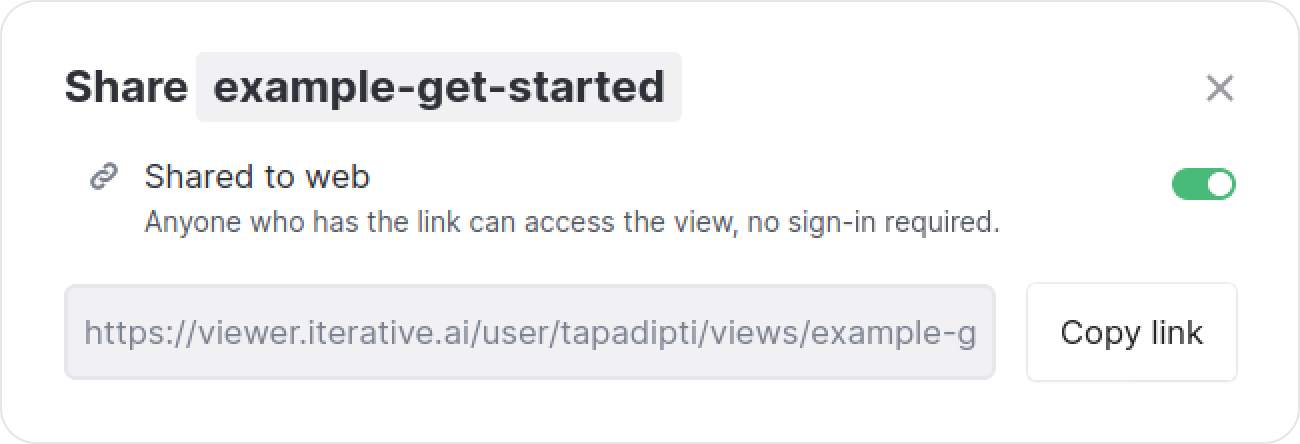 Share example-get-started
Shared to web
Anyone who has the link can access the view, no sign-in required.
https://viewer.iterative.ai/user/tapadipti/views/example-g
Copy link